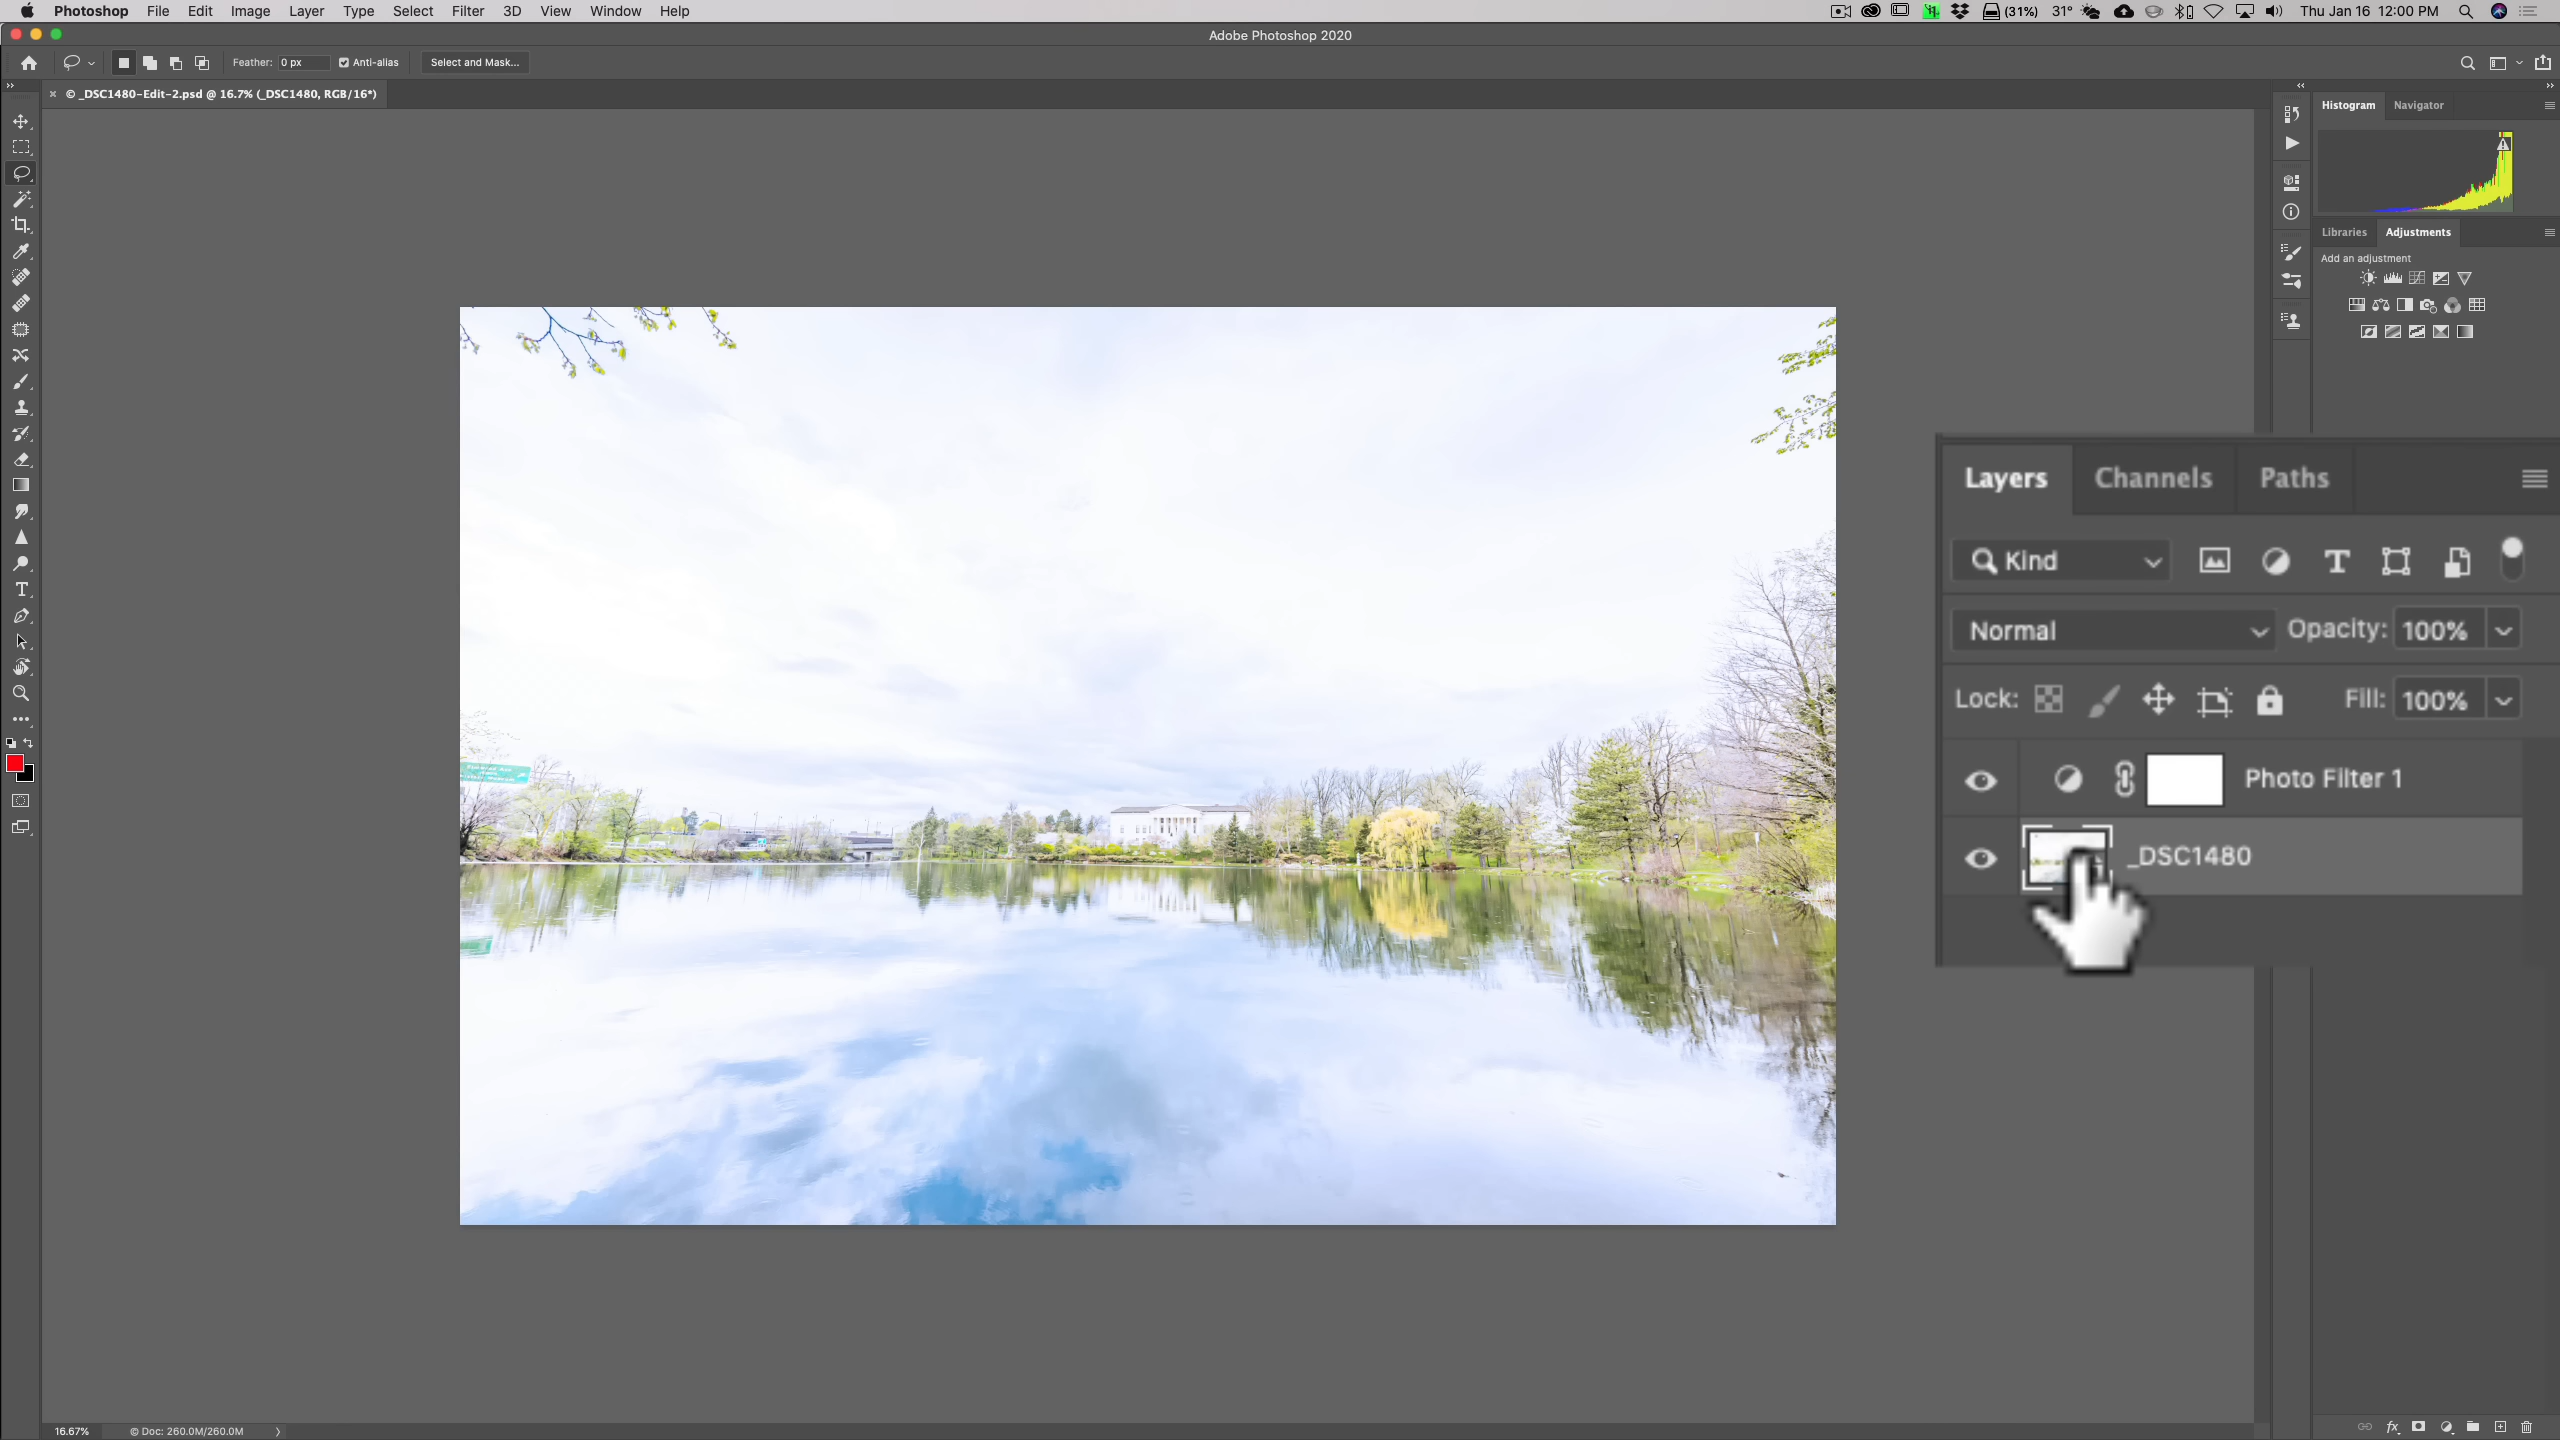 Photoshop File Edit Image Layer Type Select Filter 3D View Window Help (31%) 31° Thu Jan 16 12:00 PM
Adobe Photoshop 2020
Feather: 0 px Anti-alias Select and Mask...
× © _DSC1480-Edit-2.psd @ 16.7% (_DSC1480, RGB/16*)
Histogram Navigator
Libraries Adjustments
Add an adjustment
Layers Channels Paths
Kind
Normal Opacity: 100%
Lock: Fill: 100%
Photo Filter 1
_DSC1480
16.67% © Doc: 260.0M/260.0M
fx